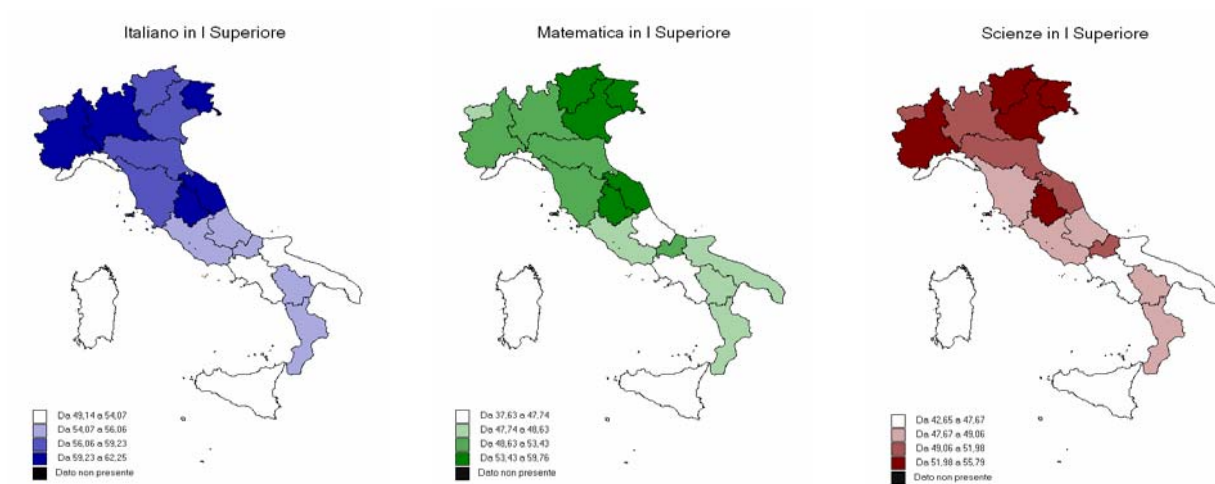 Italiano in I Superiore
Da 49,14 a 54,07
Da 54,07 a 56,06
Da 56,06 a 59,23
Da 59,23 a 62,25
Dato non presente
Matematica in I Superiore
Da 37,63 a 47,74
Da 47,74 a 48,63
Da 48,63 a 53,43
Da 53,43 a 59,76
Dato non presente
Scienze in I Superiore
Da 42,65 a 47,67
Da 47,67 a 49,06
Da 49,06 a 51,98
Da 51,98 a 55,79
Dato non presente